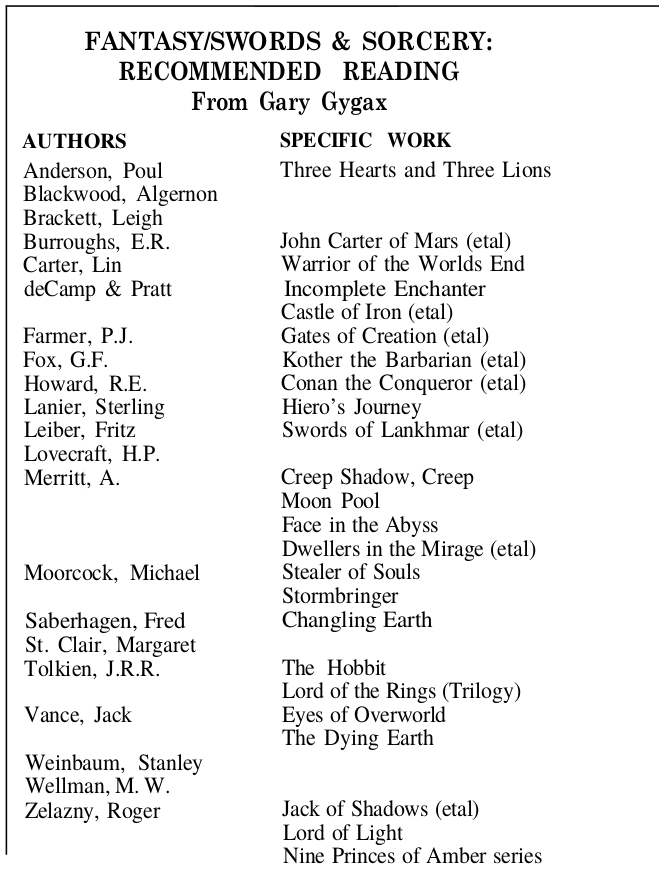 FANTASY/SWORDS & SORCERY:
RECOMMENDED READING
From Gary Gygax
AUTHORS SPECIFIC WORK
Anderson, Poul Three Hearts and Three Lions
Blackwood, Algernon
Brackett, Leigh
Burroughs, E.R. John Carter of Mars (etal)
Carter, Lin Warrior of the Worlds End
deCamp & Pratt Incomplete Enchanter
Castle of Iron (etal)
Farmer, P.J. Gates of Creation (etal)
Fox, G.F. Kother the Barbarian (etal)
Howard, R.E. Conan the Conqueror (etal)
Lanier, Sterling Hiero's Journey
Leiber, Fritz Swords of Lankhmar (etal)
Lovecraft, H.P.
Merritt, A. Creep Shadow, Creep
Moon Pool
Face in the Abyss
Dwellers in the Mirage (etal)
Moorcock, Michael Stealer of Souls
Stormbringer
Saberhagen, Fred Changling Earth
St. Clair, Margaret
Tolkien, J.R.R. The Hobbit
Lord of the Rings (Trilogy)
Vance, Jack Eyes of Overworld
The Dying Earth
Weinbaum, Stanley
Wellman, M. W.
Zelazny, Roger Jack of Shadows (etal)
Lord of Light
Nine Princes of Amber series